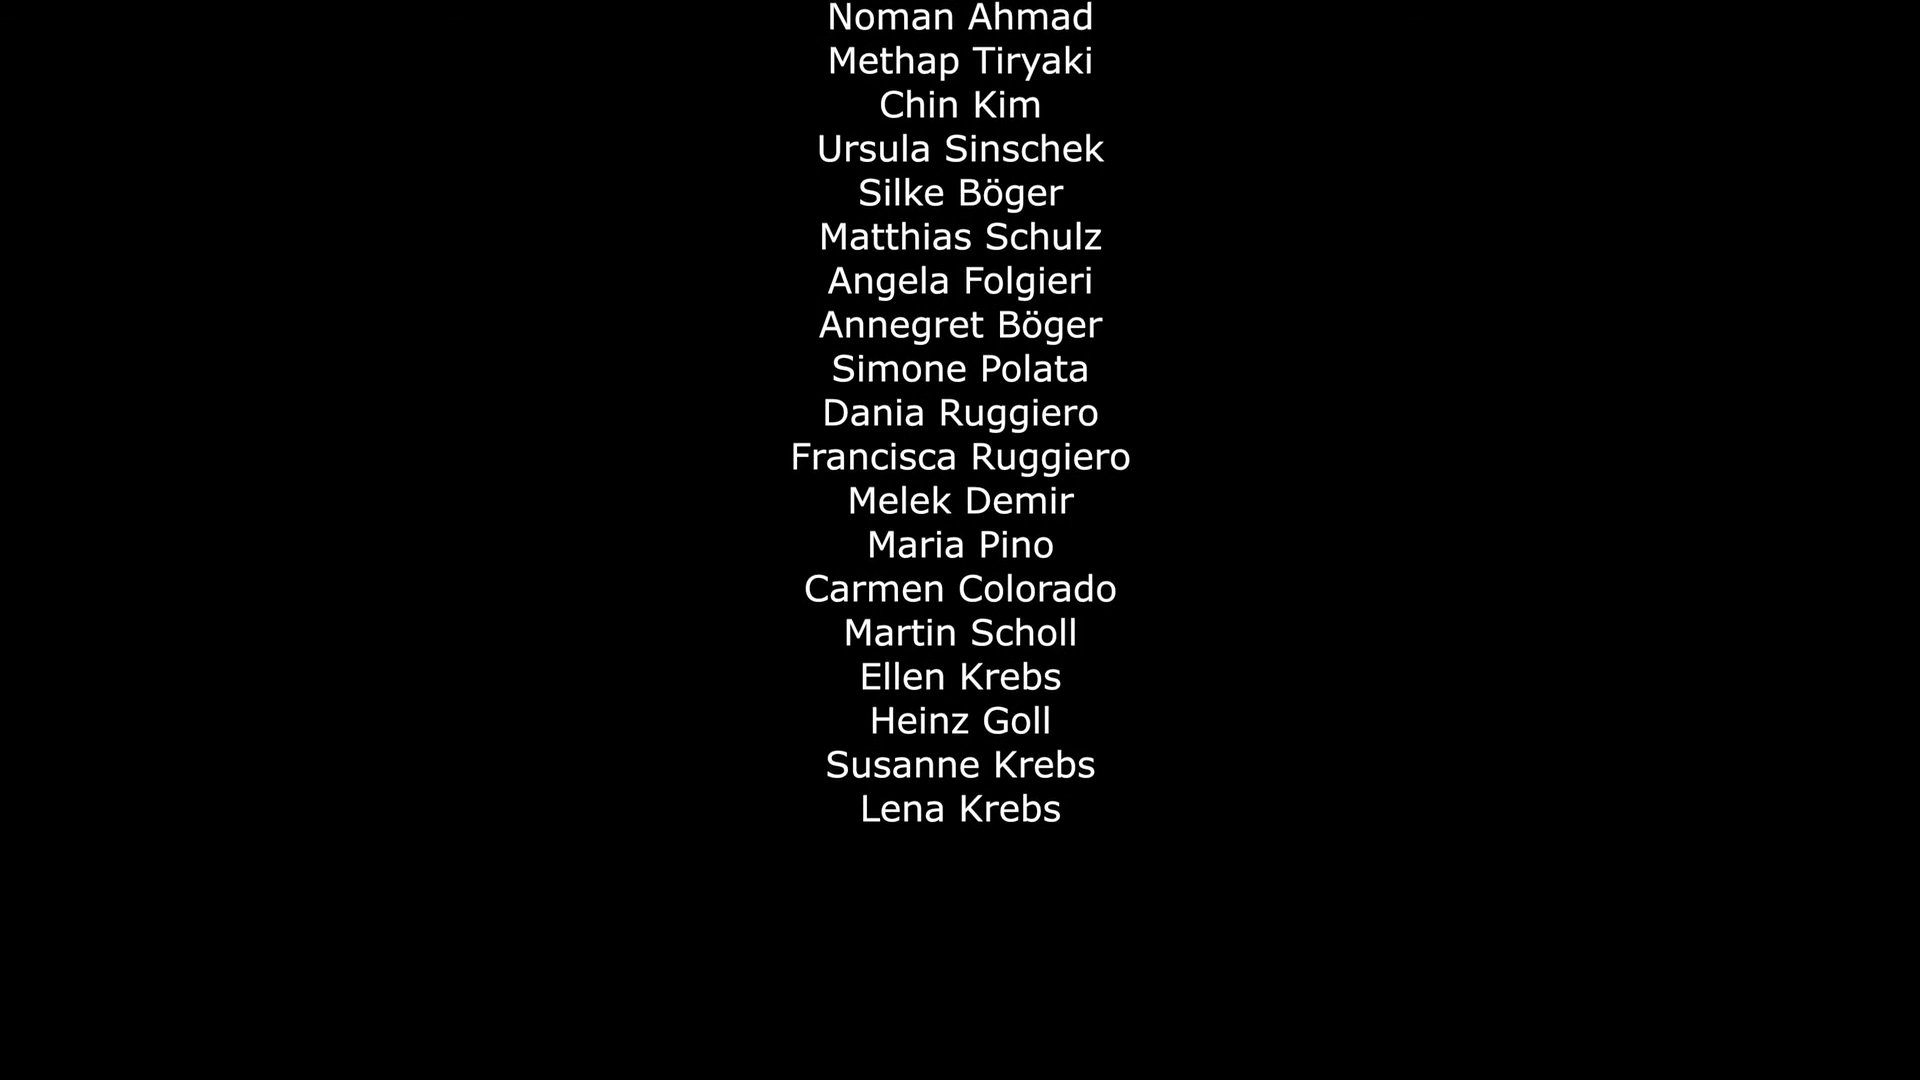 Noman Ahmad
Methap Tiryaki
Chin Kim
Ursula Sinschek
Silke Böger
Matthias Schulz
Angela Folgieri
Annegret Böger
Simone Polata
Dania Ruggiero
Francisca Ruggiero
Melek Demir
Maria Pino
Carmen Colorado
Martin Scholl
Ellen Krebs
Heinz Goll
Susanne Krebs
Lena Krebs